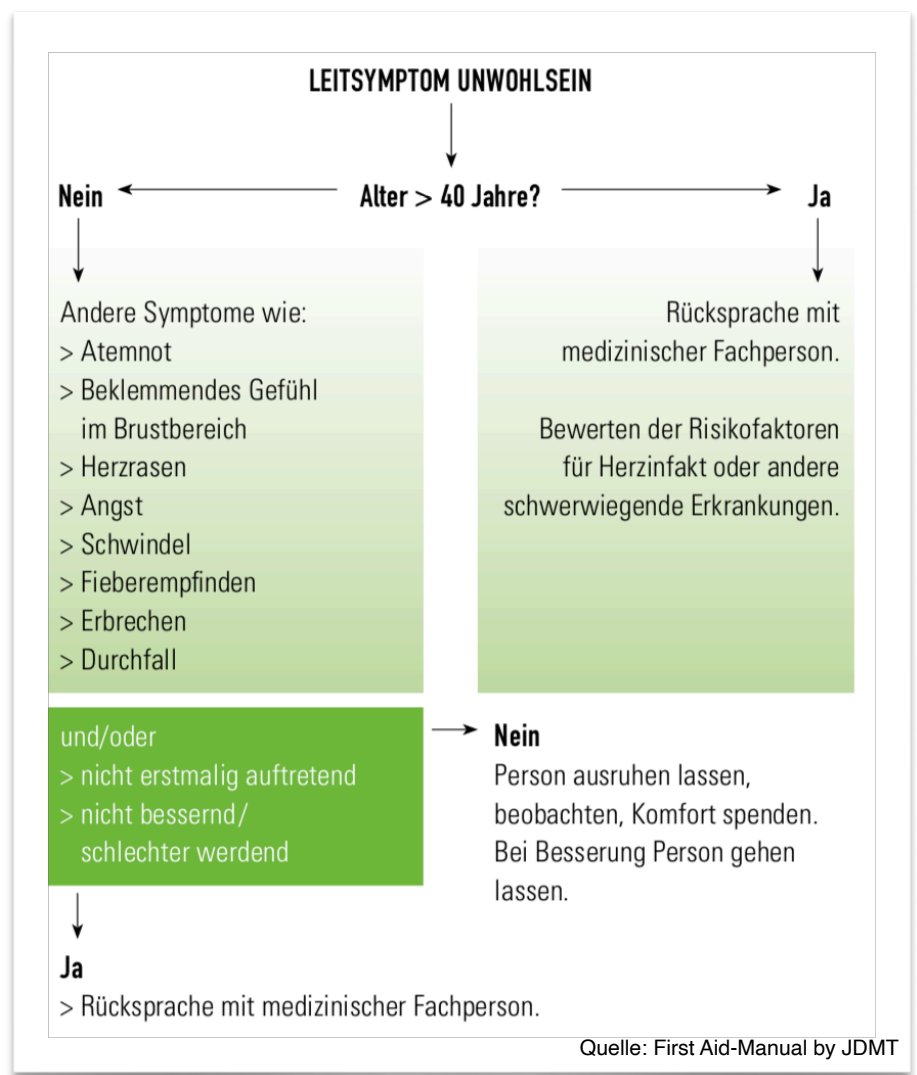 LEITSYMPTOM UNWOHLSEIN
Nein
Alter > 40 Jahre?
Ja
Andere Symptome wie:
> Atemnot
> Beklemmendes Gefühl
im Brustbereich
> Herzrasen
> Angst
> Schwindel
> Fieberempfinden
> Erbrechen
> Durchfall
Rücksprache mit
medizinischer Fachperson.
Bewerten der Risikofaktoren
für Herzinfakt oder andere
schwerwiegende Erkrankungen.
und/oder
> nicht erstmalig auftretend
> nicht bessernd/
schlechter werdend
Nein
Person ausruhen lassen,
beobachten, Komfort spenden.
Bei Besserung Person gehen
lassen.
Ja
> Rücksprache mit medizinischer Fachperson.
Quelle: First Aid-Manual by JDMT